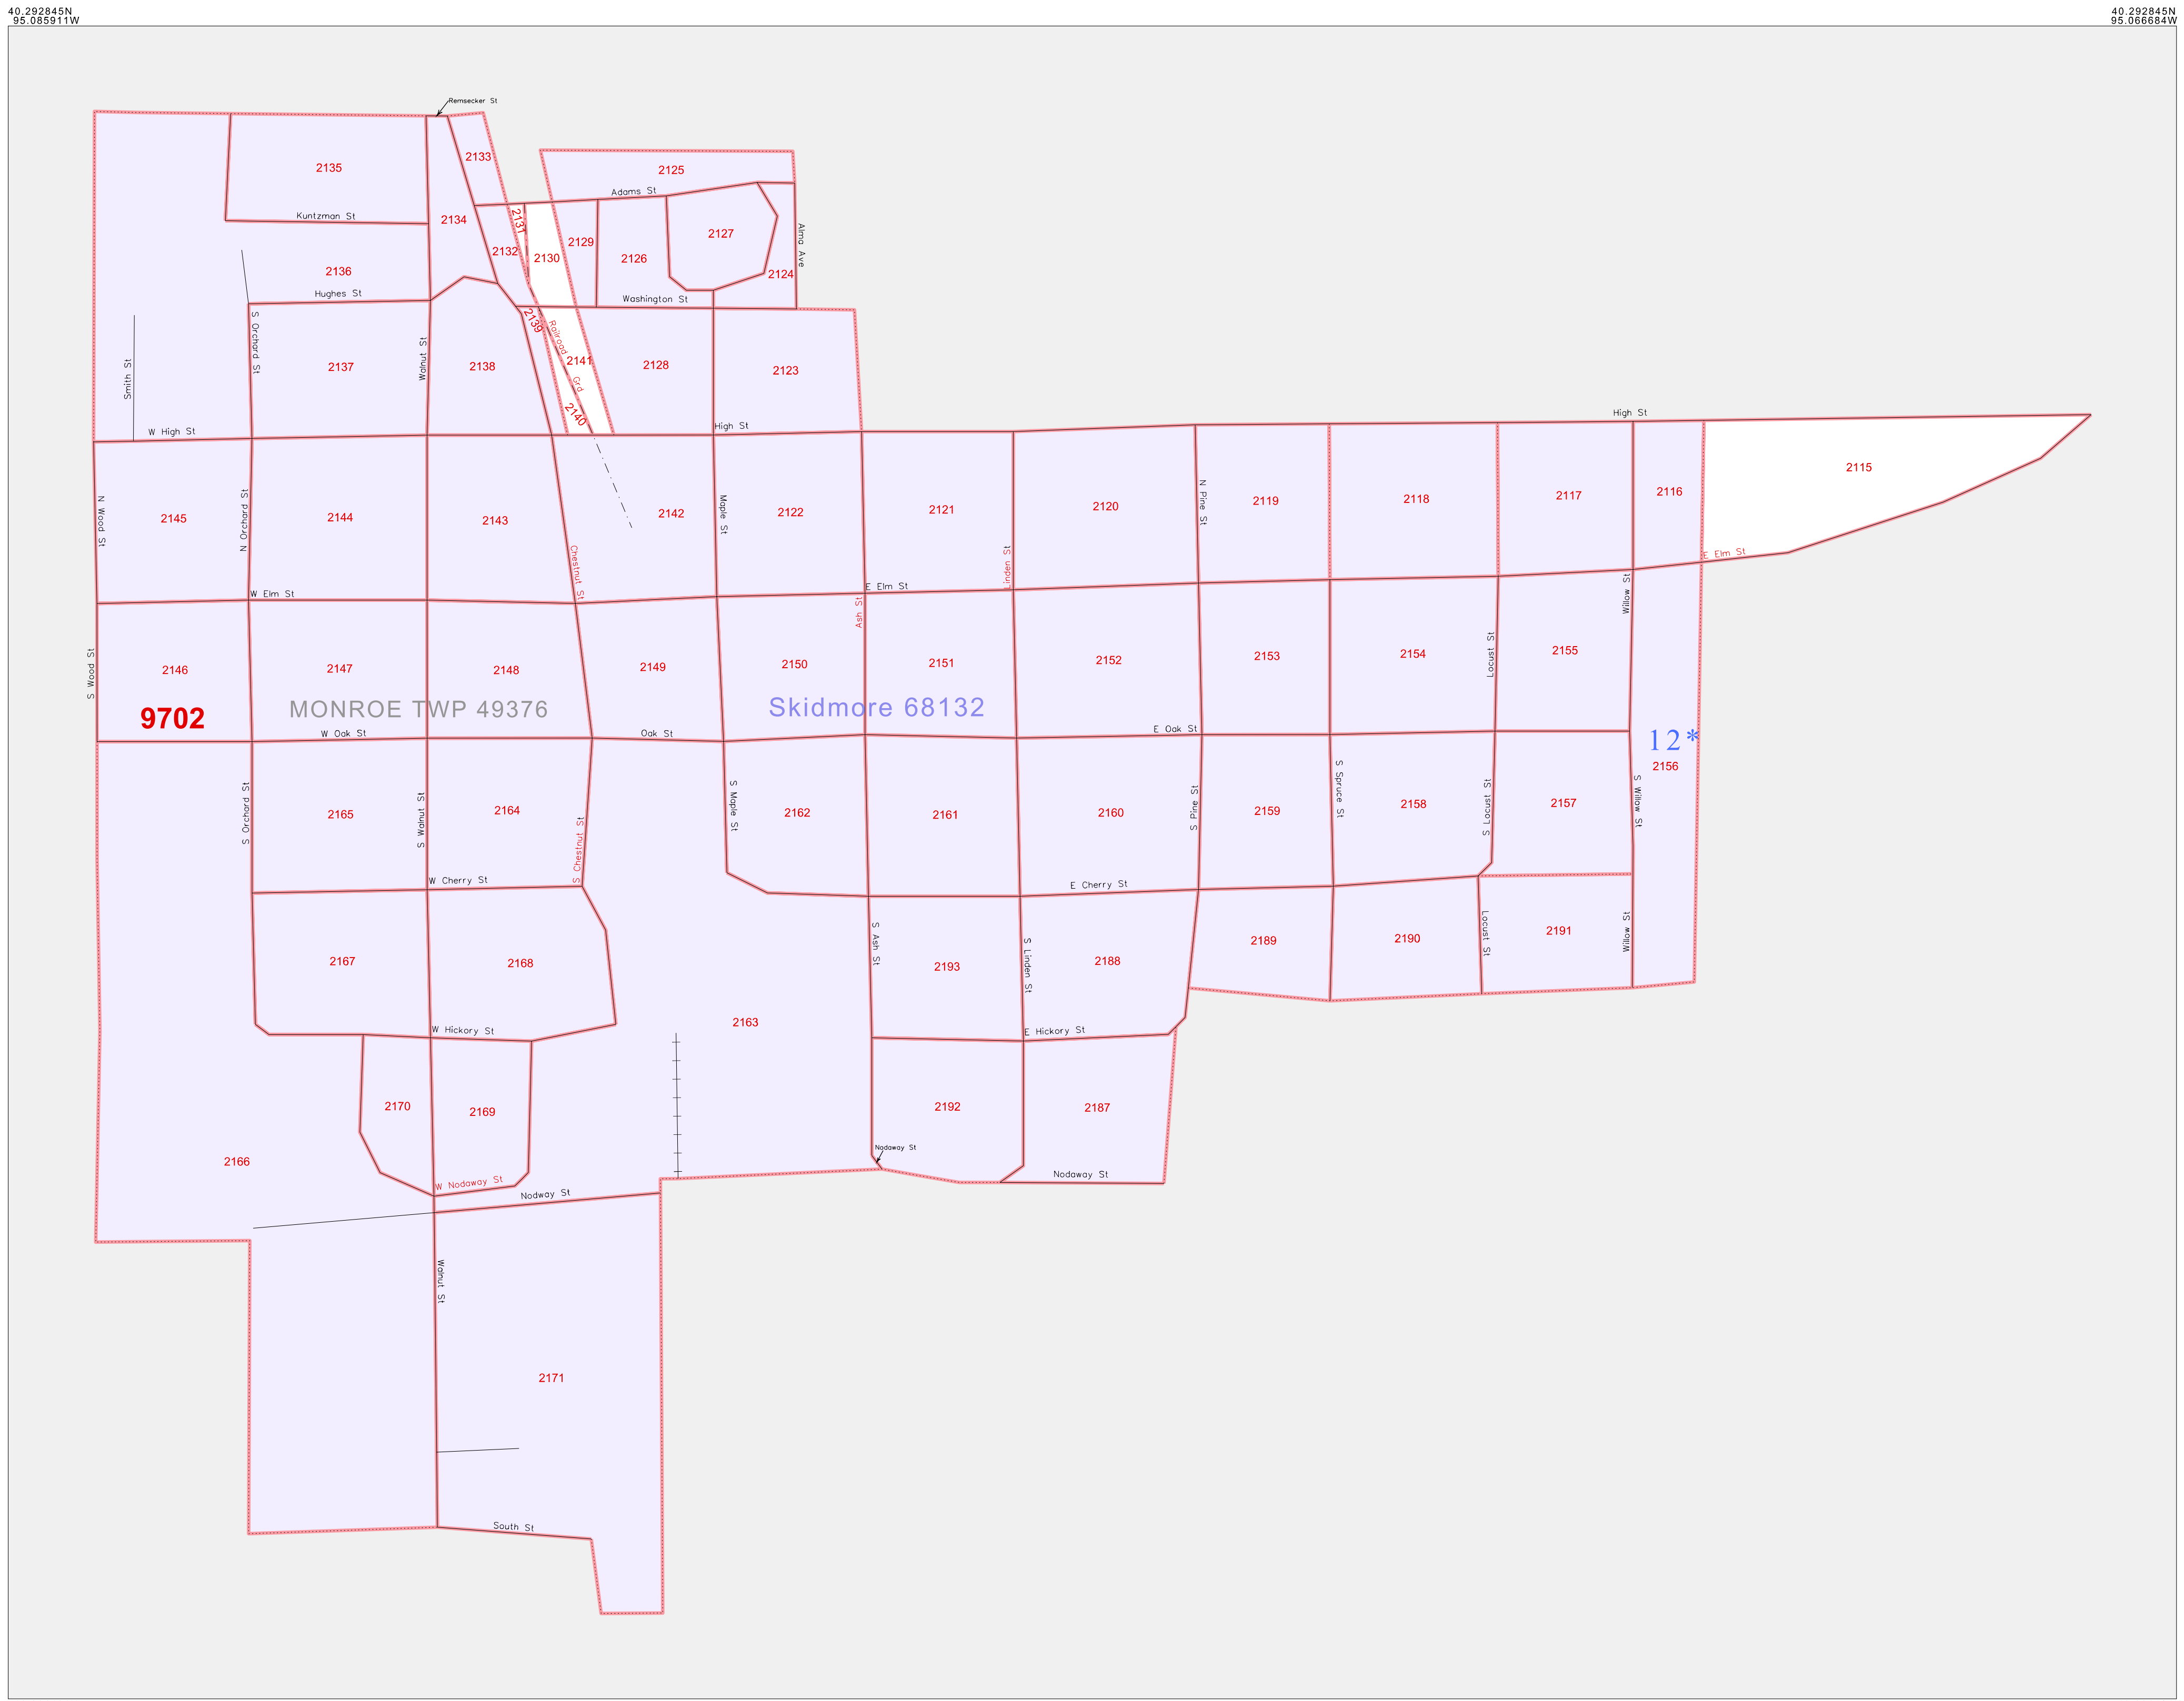 40.292845N
95.085911W
40.292845N
95.066684W
Remsecker St
2133
2135
2125
Adams St
Kuntzman St
2134
2131
2129
2127
2132
2130
2126
Alma Ave
2136
2124
Hughes St
Washington St
S Orchard St
2139
Railroad Grd
Smith St
2137
Walnut St
2138
2141
2128
2123
2140
W High St
High St
High St
2115
N Wood St
2145
N Orchard St
2144
2143
2142
Maple St
2122
2121
2120
N Pine St
2119
2118
2117
2116
Chestnut St
Linden St
E Elm St
W Elm St
E Elm St
Ash St
Willow St
S Wood St
2146
2147
2148
2149
2150
2151
2152
2153
2154
Locust St
2155
9702
MONROE TWP 49376
Skidmore 68132
W Oak St
Oak St
E Oak St
12*
2156
S Orchard St
2165
S Walnut St
2164
S Chestnut St
S Maple St
2162
2161
2160
S Pine St
2159
S Spruce St
2158
S Locust St
2157
S Willow St
W Cherry St
E Cherry St
2167
2168
S Ash St
2193
S Linden St
2188
2189
2190
Locust St
2191
Willow St
2163
W Hickory St
E Hickory St
2170
2169
2192
2187
Nodaway St
2166
W Nodaway St
Nodway St
Nodaway St
Walnut St
2171
South St